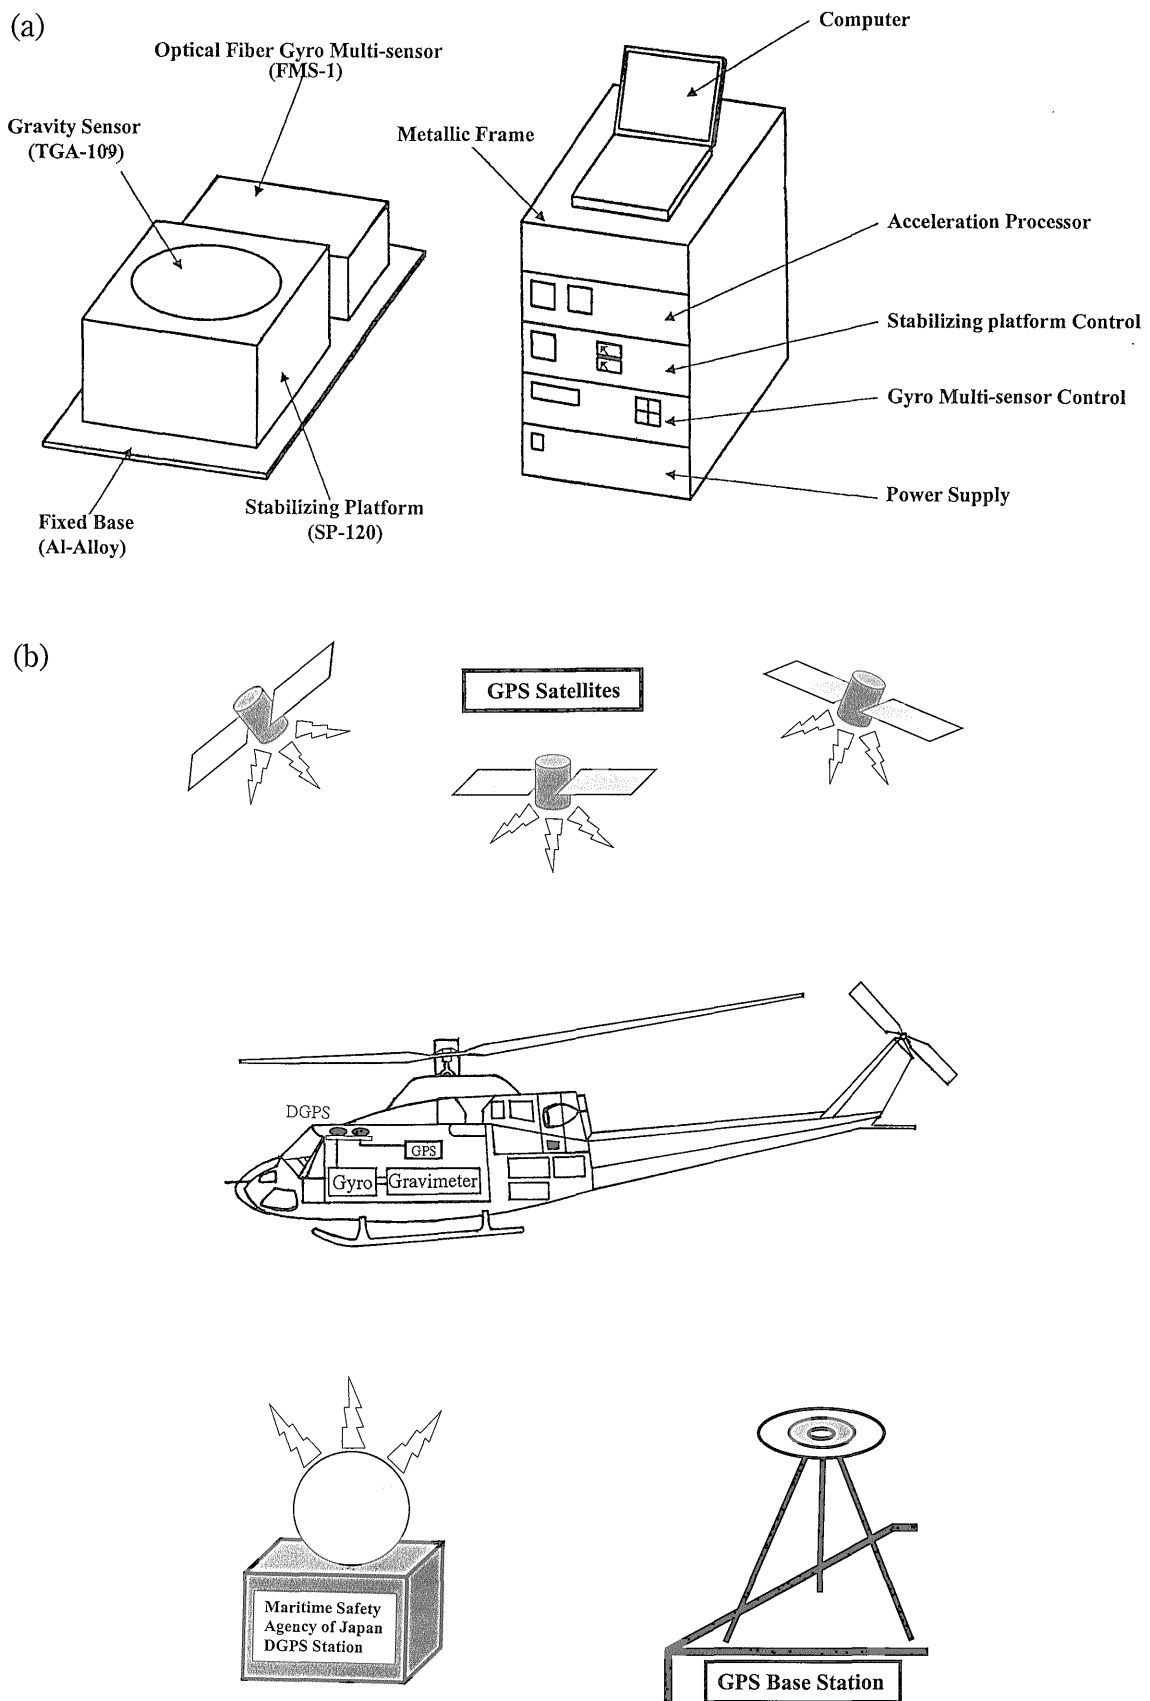 (a)
Computer
Optical Fiber Gyro Multi-sensor
(FMS-1)
Gravity Sensor
(TGA-109)
Metallic Frame
Acceleration Processor
Stabilizing platform Control
Gyro Multi-sensor Control
Power Supply
Stabilizing Platform
(SP-120)
Fixed Base
(Al-Alloy)
(b)
GPS Satellites
DGPS
GPS
Gyro
Gravimeter
Maritime Safety
Agency of Japan
DGPS Station
GPS Base Station